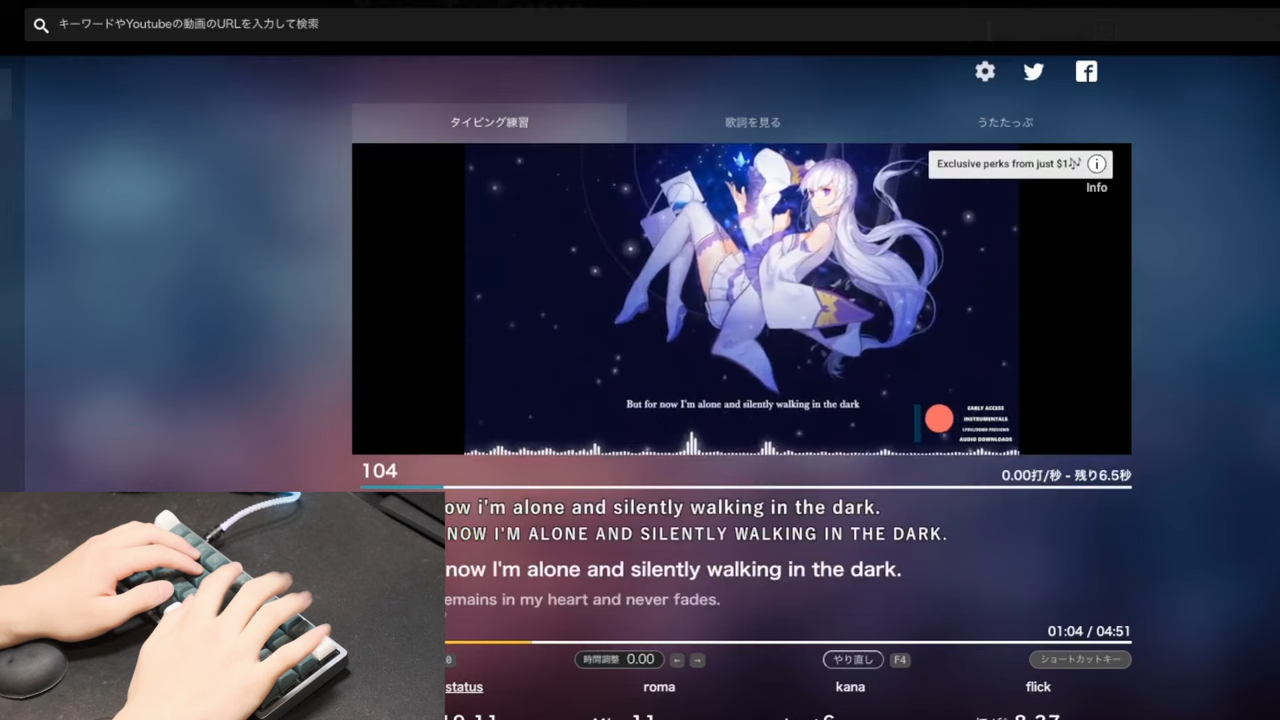 キーワードやYoutubeの動画のURLを入力して検索
タイピング練習
歌詞を見る
うたたっぷ
Exclusive perks from just $1🎶
Info
But for now I'm alone and silently walking in the dark
EARLY ACCESS
INSTRUMENTALS
AUDIO DOWNLOADS
104
0.00打/秒 - 残り6.5秒
ow i'm alone and silently walking in the dark.
NOW I'M ALONE AND SILENTLY WALKING IN THE DARK.
now I'm alone and silently walking in the dark.
emains in my heart and never fades.
01:04 / 04:51
時間調整 0.00 ← →
やり直し F4
ショートカットキー
status
roma
kana
flick